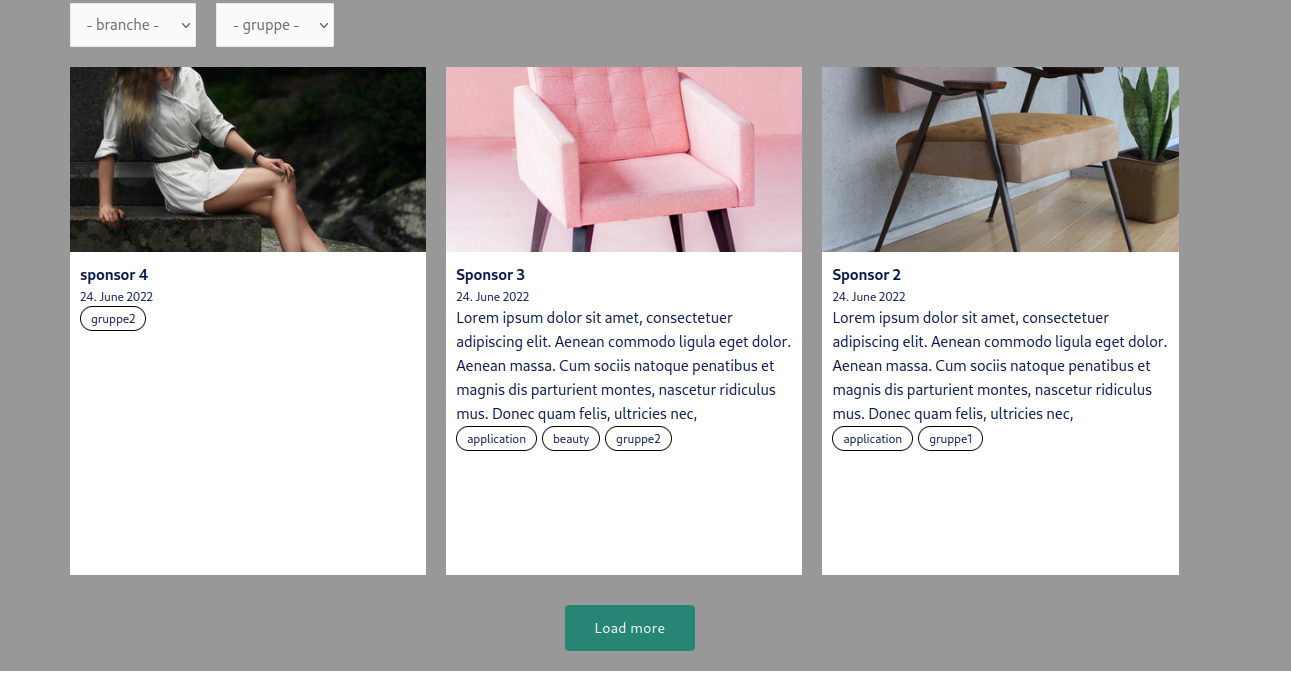 - branche -
- gruppe -
sponsor 4
24. June 2022
gruppe2
Sponsor 3
24. June 2022
Lorem ipsum dolor sit amet, consectetuer
adipiscing elit. Aenean commodo ligula eget dolor.
Aenean massa. Cum sociis natoque penatibus et
magnis dis parturient montes, nascetur ridiculus
mus. Donec quam felis, ultricies nec,
application beauty gruppe2
Sponsor 2
24. June 2022
Lorem ipsum dolor sit amet, consectetuer
adipiscing elit. Aenean commodo ligula eget dolor.
Aenean massa. Cum sociis natoque penatibus et
magnis dis parturient montes, nascetur ridiculus
mus. Donec quam felis, ultricies nec,
application gruppe1
Load more